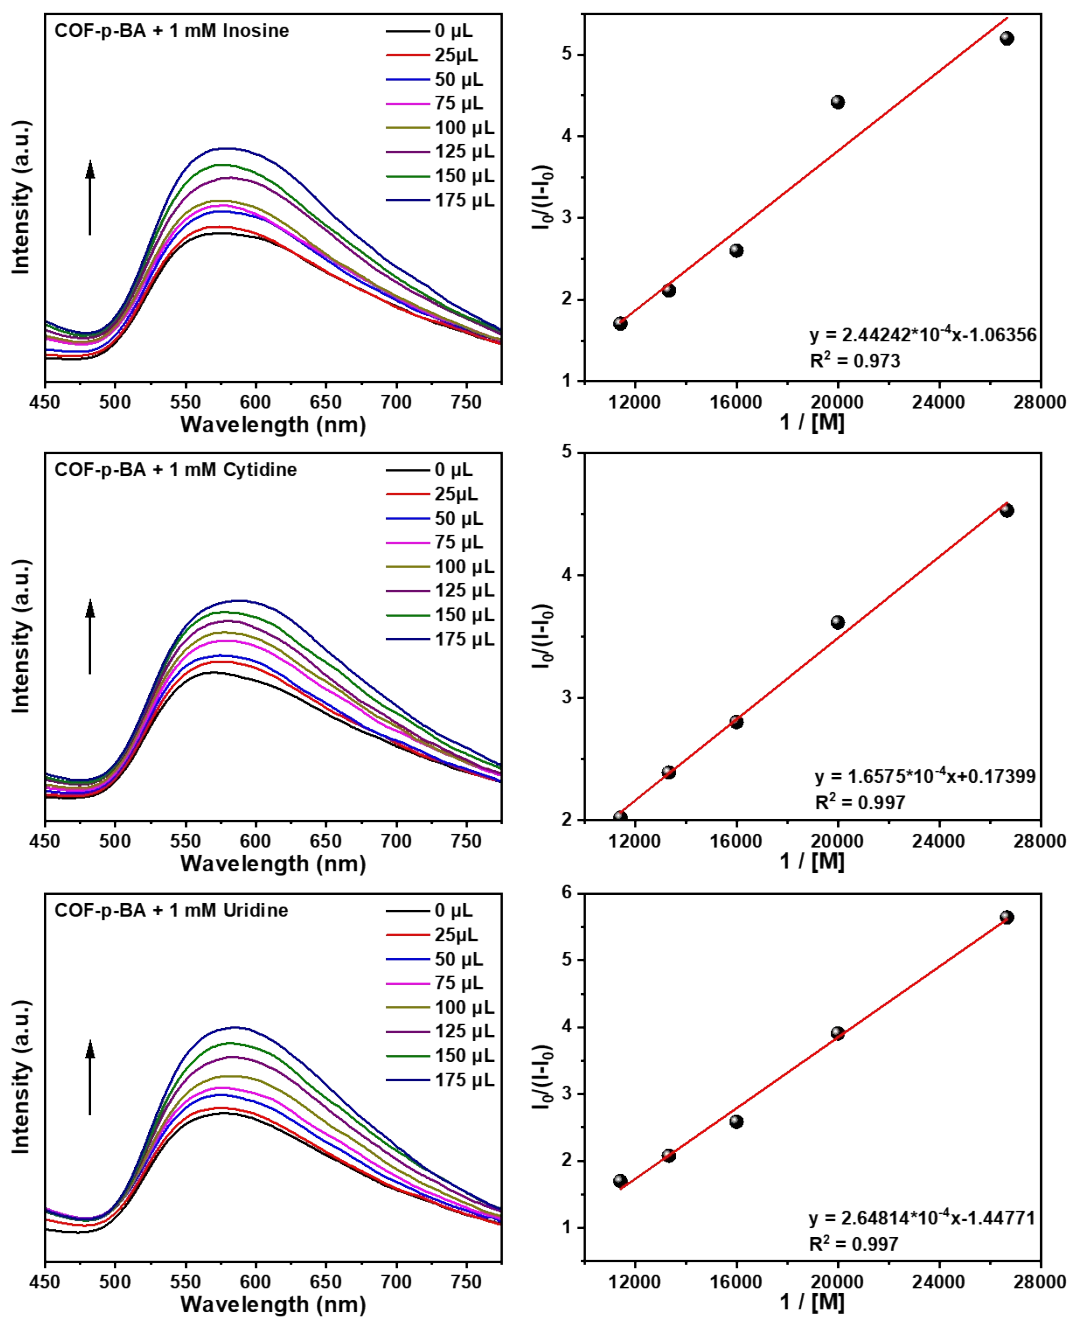 COF-p-BA + 1 mM Inosine
0 µL
25µL
50 µL
75 µL
100 µL
125 µL
150 µL
175 µL
Intensity (a.u.)
450 500 550 600 650 700 750
Wavelength (nm)
I₀/(I-I₀)
5
4
3
2
1
y = 2.44242*10⁻⁴x-1.06356
R² = 0.973
12000 16000 20000 24000 28000
1 / [M]
COF-p-BA + 1 mM Cytidine
0 µL
25µL
50 µL
75 µL
100 µL
125 µL
150 µL
175 µL
Intensity (a.u.)
450 500 550 600 650 700 750
Wavelength (nm)
I₀/(I-I₀)
5
4
3
2
y = 1.6575*10⁻⁴x+0.17399
R² = 0.997
12000 16000 20000 24000 28000
1 / [M]
COF-p-BA + 1 mM Uridine
0 µL
25µL
50 µL
75 µL
100 µL
125 µL
150 µL
175 µL
Intensity (a.u.)
450 500 550 600 650 700 750
Wavelength (nm)
I₀/(I-I₀)
6
5
4
3
2
1
y = 2.64814*10⁻⁴x-1.44771
R² = 0.997
12000 16000 20000 24000 28000
1 / [M]